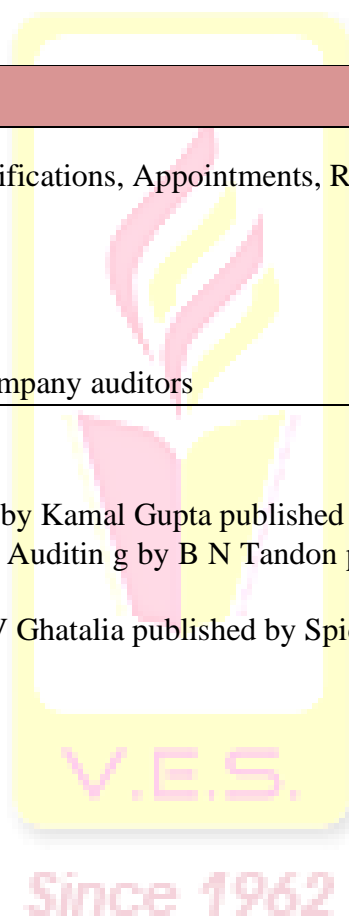 ifications, Appointments, R
mpany auditors
by Kamal Gupta published
Auditin g by B N Tandon p
Ghatalia published by Spi
V.E.S.
Since 1962